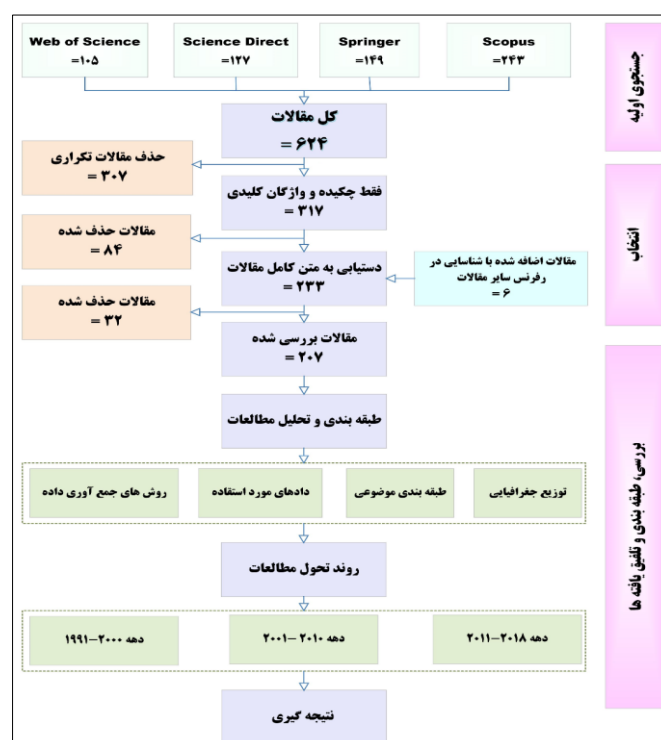 Web of Science
=۱۰۵
Science Direct
=۱۲۷
Springer
=۱۴۹
Scopus
=۲۴۳
جستجوی اولیه
کل مقالات
= ۶۲۴
حذف مقالات تکراری
= ۳۰۷
فقط چکیده و واژگان کلیدی
= ۳۱۷
انتخاب
مقالات حذف شده
= ۸۴
دستیابی به متن کامل مقالات
= ۲۳۳
مقالات اضافه شده با شناسایی در
رفرنس سایر مقالات
= ۶
مقالات حذف شده
= ۳۲
مقالات بررسی شده
= ۲۰۷
طبقه بندی و تحلیل مطالعات
بررسی، طبقه بندی و تلفیق یافته ها
توزیع جغرافیایی
طبقه بندی موضوعی
دادهای مورد استفاده
روش های جمع آوری داده
روند تحول مطالعات
دهه ۲۰۱۸–۲۰۱۱
دهه ۲۰۱۰– ۲۰۰۱
دهه ۲۰۰۰–۱۹۹۱
نتیجه گیری